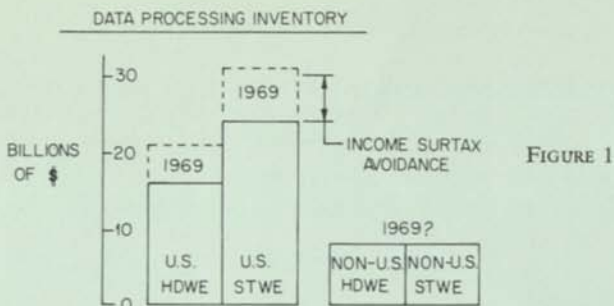 DATA PROCESSING INVENTORY
30
1969
BILLIONS OF $
20
1969
INCOME SURTAX AVOIDANCE
FIGURE 1
10
1969?
U.S. HDWE
U.S. STWE
NON-U.S. HDWE
NON-U.S. STWE
0